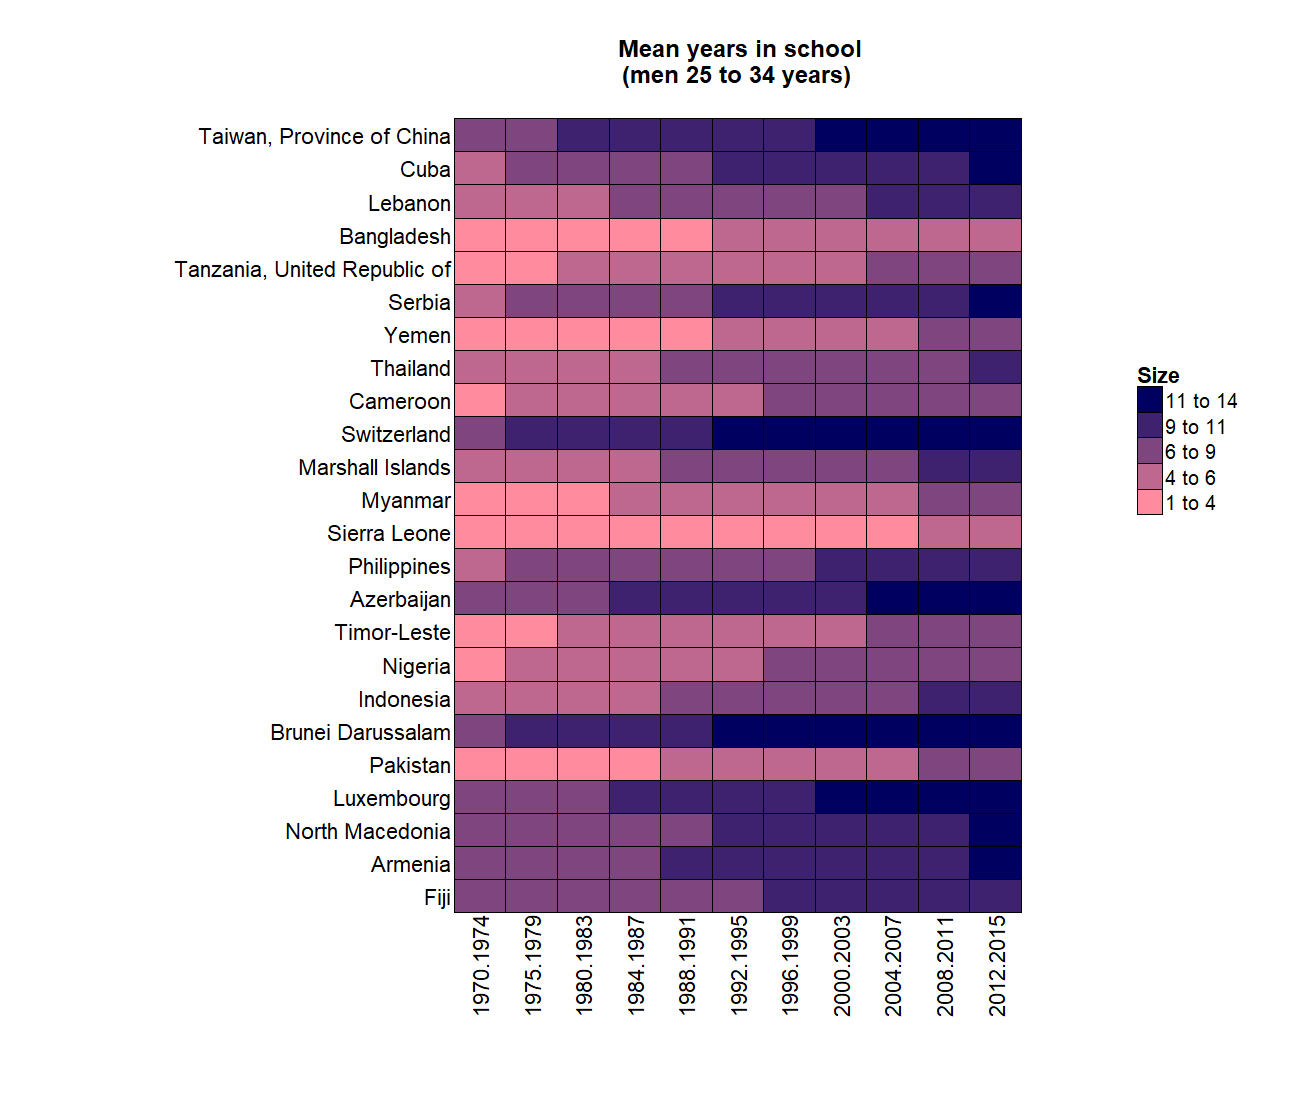 Mean years in school
(men 25 to 34 years)
Taiwan, Province of China
Cuba
Lebanon
Bangladesh
Tanzania, United Republic of
Serbia
Yemen
Thailand
Cameroon
Switzerland
Marshall Islands
Myanmar
Sierra Leone
Philippines
Azerbaijan
Timor-Leste
Nigeria
Indonesia
Brunei Darussalam
Pakistan
Luxembourg
North Macedonia
Armenia
Fiji
1970.1974
1975.1979
1980.1983
1984.1987
1988.1991
1992.1995
1996.1999
2000.2003
2004.2007
2008.2011
2012.2015
Size
11 to 14
9 to 11
6 to 9
4 to 6
1 to 4